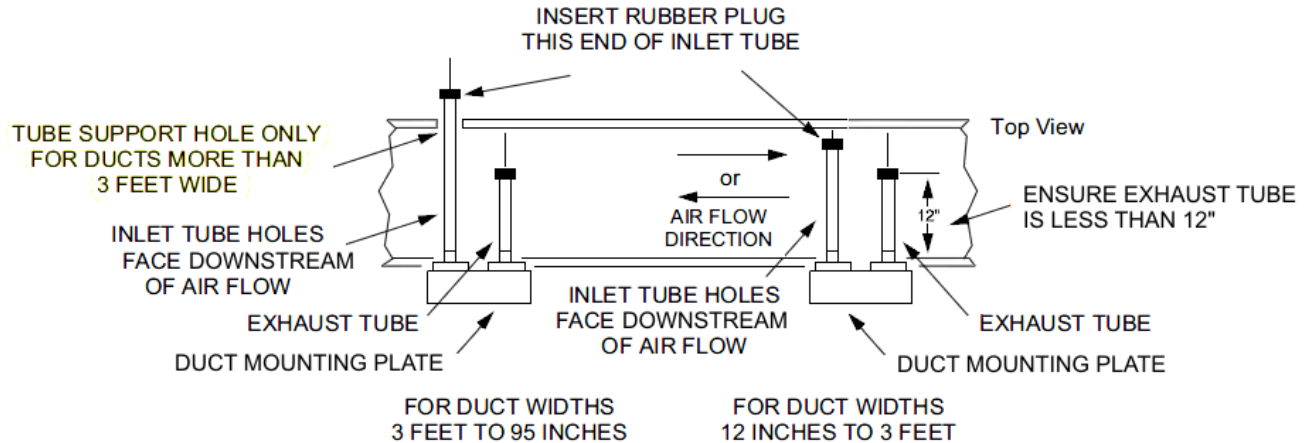 INSERT RUBBER PLUG
THIS END OF INLET TUBE
TUBE SUPPORT HOLE ONLY
FOR DUCTS MORE THAN
3 FEET WIDE
Top View
or
AIR FLOW
DIRECTION
12"
ENSURE EXHAUST TUBE
IS LESS THAN 12"
INLET TUBE HOLES
FACE DOWNSTREAM
OF AIR FLOW
EXHAUST TUBE
DUCT MOUNTING PLATE
INLET TUBE HOLES
FACE DOWNSTREAM
OF AIR FLOW
EXHAUST TUBE
DUCT MOUNTING PLATE
FOR DUCT WIDTHS
3 FEET TO 95 INCHES
FOR DUCT WIDTHS
12 INCHES TO 3 FEET